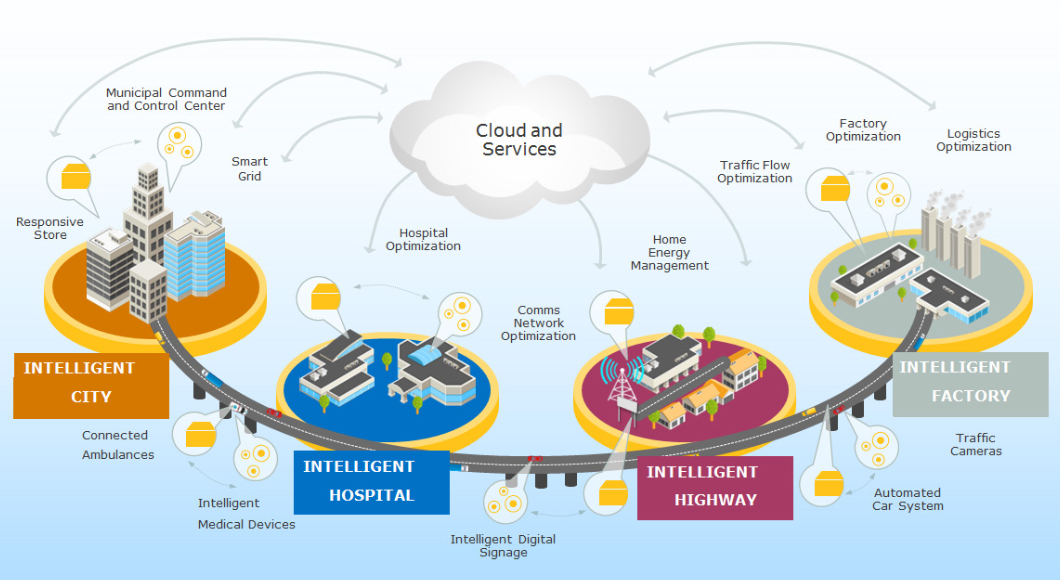 Municipal Command
and Control Center
Cloud and
Services
Factory
Optimization
Logistics
Optimization
Smart
Grid
Traffic Flow
Optimization
Responsive
Store
Hospital
Optimization
Home
Energy
Management
Comms
Network
Optimization
INTELLIGENT
CITY
INTELLIGENT
FACTORY
Connected
Ambulances
INTELLIGENT
HOSPITAL
INTELLIGENT
HIGHWAY
Traffic
Cameras
Intelligent
Medical Devices
Automated
Car System
Intelligent Digital
Signage